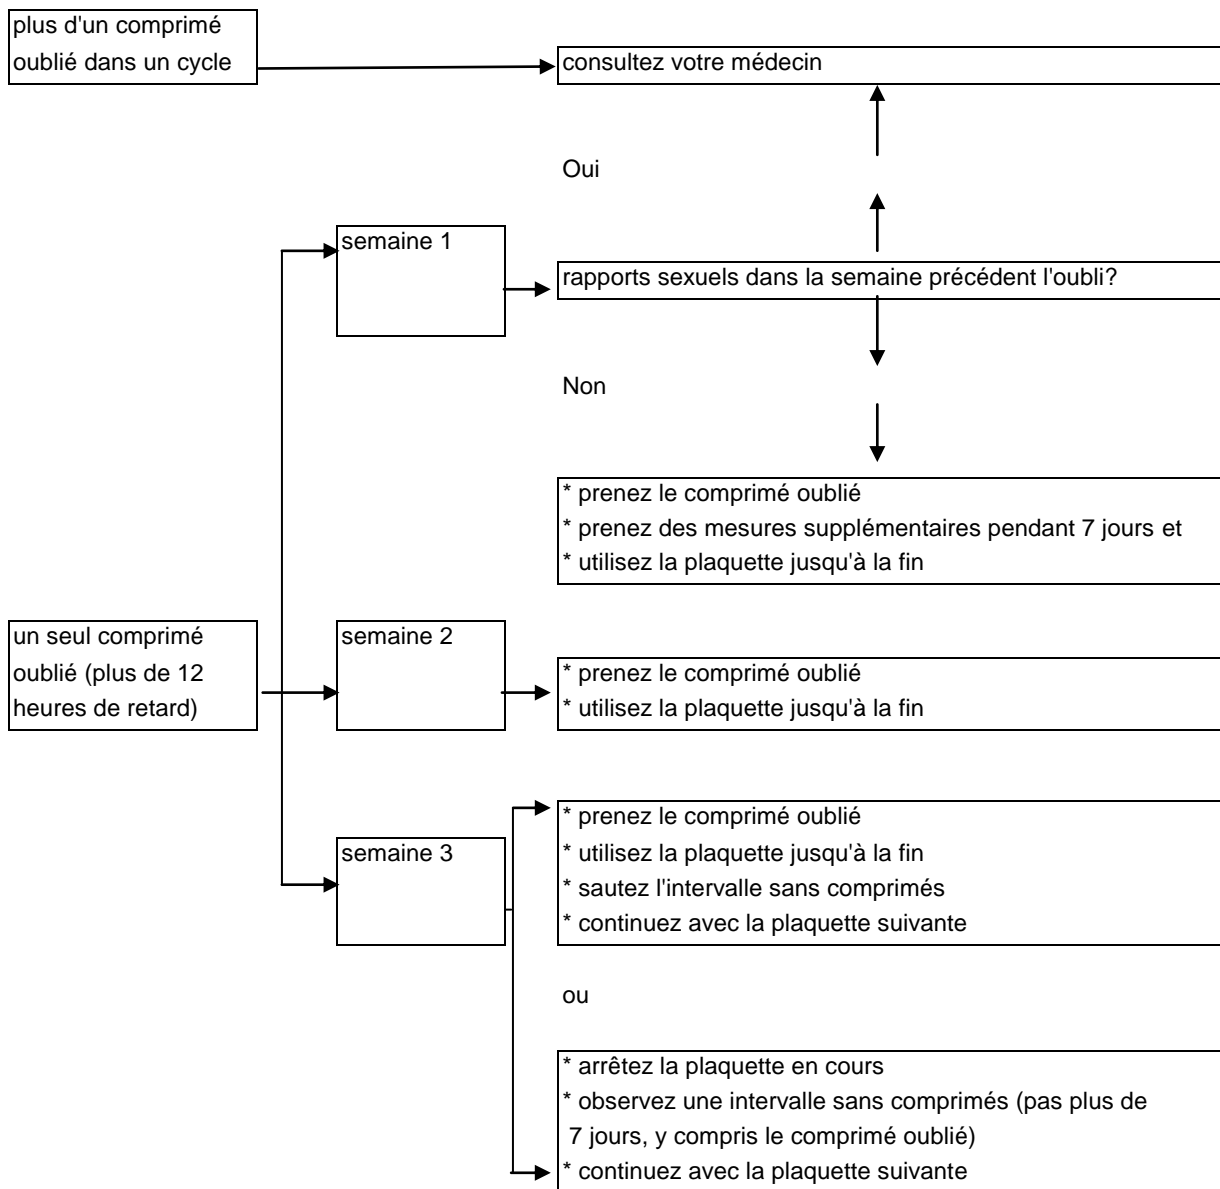 plus d'un comprimé
oublié dans un cycle
consultez votre médecin
Oui
semaine 1
rapports sexuels dans la semaine précédent l'oubli?
Non
* prenez le comprimé oublié
* prenez des mesures supplémentaires pendant 7 jours et
* utilisez la plaquette jusqu'à la fin
un seul comprimé
oublié (plus de 12
heures de retard)
semaine 2
* prenez le comprimé oublié
* utilisez la plaquette jusqu'à la fin
semaine 3
* prenez le comprimé oublié
* utilisez la plaquette jusqu'à la fin
* sautez l'intervalle sans comprimés
* continuez avec la plaquette suivante
ou
* arrêtez la plaquette en cours
* observez une intervalle sans comprimés (pas plus de
7 jours, y compris le comprimé oublié)
* continuez avec la plaquette suivante